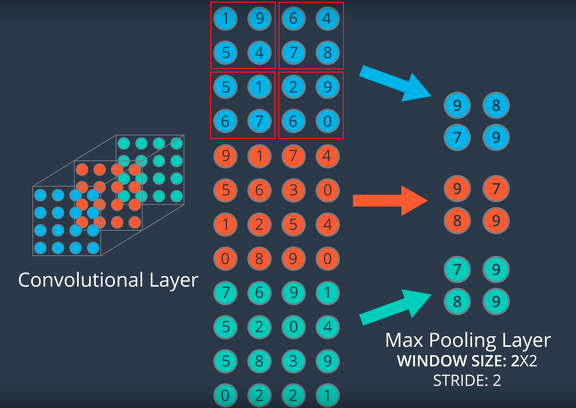 1 9 6 4
5 4 7 8
5 1 2 9
6 7 6 0
9 1 7 4
5 6 3 0
1 2 5 4
0 8 9 0
7 6 9 1
5 2 0 4
5 8 3 9
0 2 2 1
9 8
7 9
9 7
8 9
7 9
8 9
Convolutional Layer
Max Pooling Layer
WINDOW SIZE: 2X2
STRIDE: 2